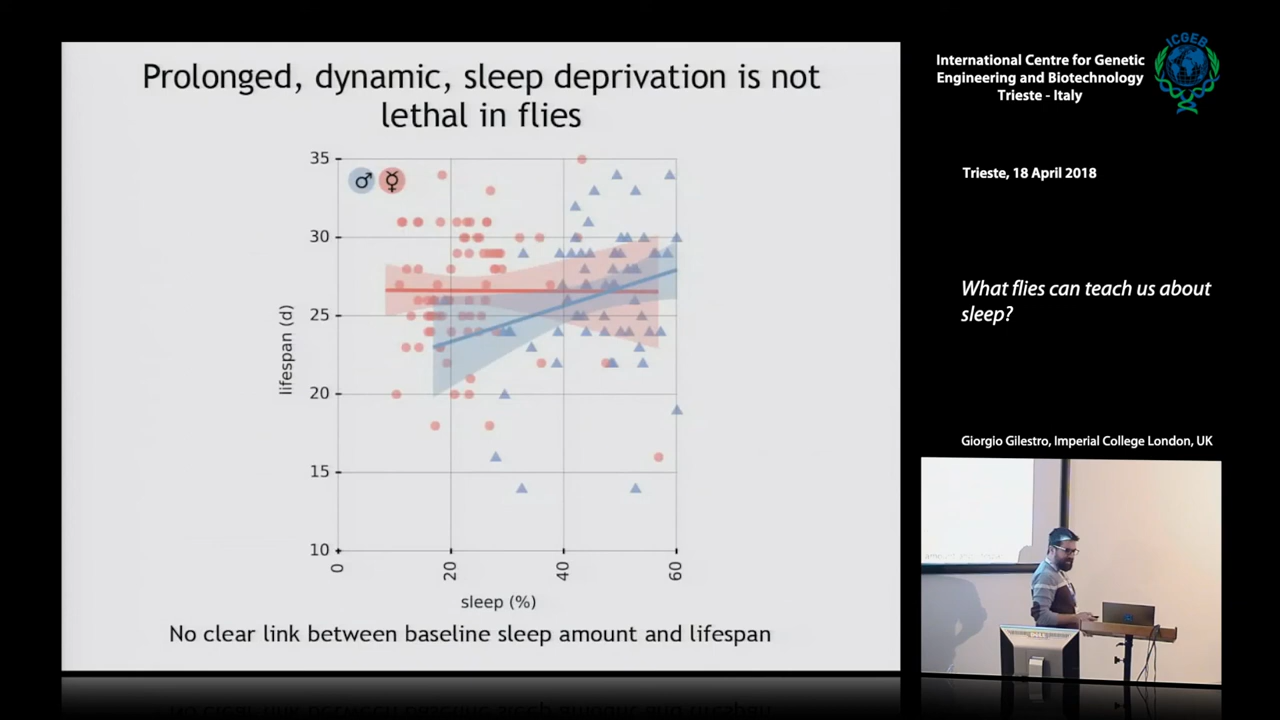 Prolonged, dynamic, sleep deprivation is not
lethal in flies
♂ ☿
35
30
25
20
15
10
lifespan (d)
0
20
40
60
sleep (%)
No clear link between baseline sleep amount and lifespan
ICGEB
International Centre for Genetic
Engineering and Biotechnology
Trieste - Italy
Trieste, 18 April 2018
What flies can teach us about
sleep?
Giorgio Gilestro, Imperial College London, UK
DELL